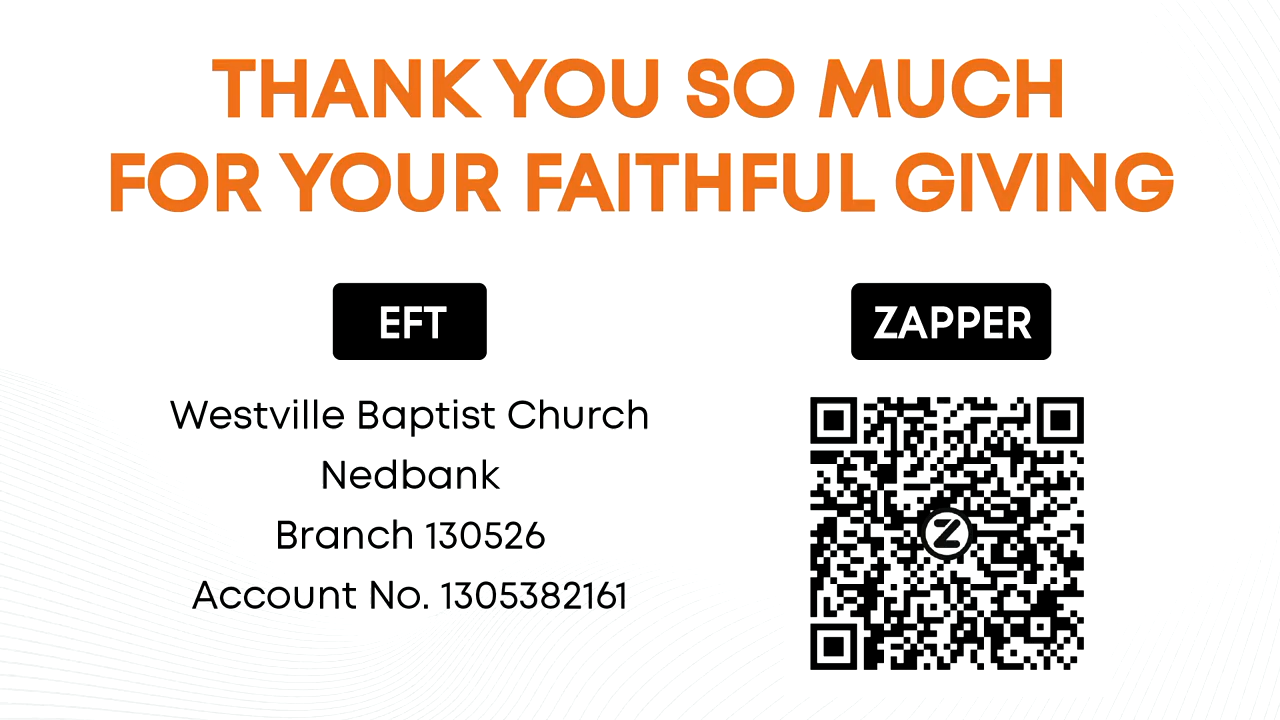 THANK YOU SO MUCH
FOR YOUR FAITHFUL GIVING
EFT
Westville Baptist Church
Nedbank
Branch 130526
Account No. 1305382161
ZAPPER
Z